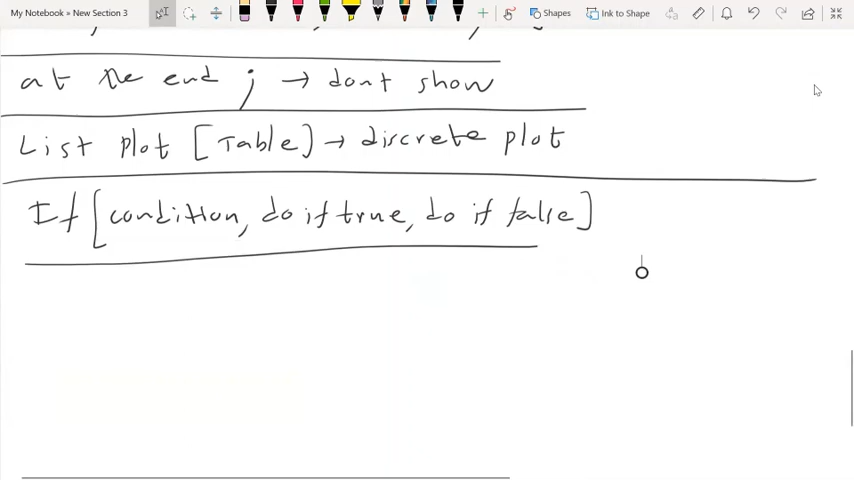 My Notebook » New Section 3
Shapes
Ink to Shape
at the end ; → dont show
List plot [Table] → discrete plot
If [condition, do if true, do if false]